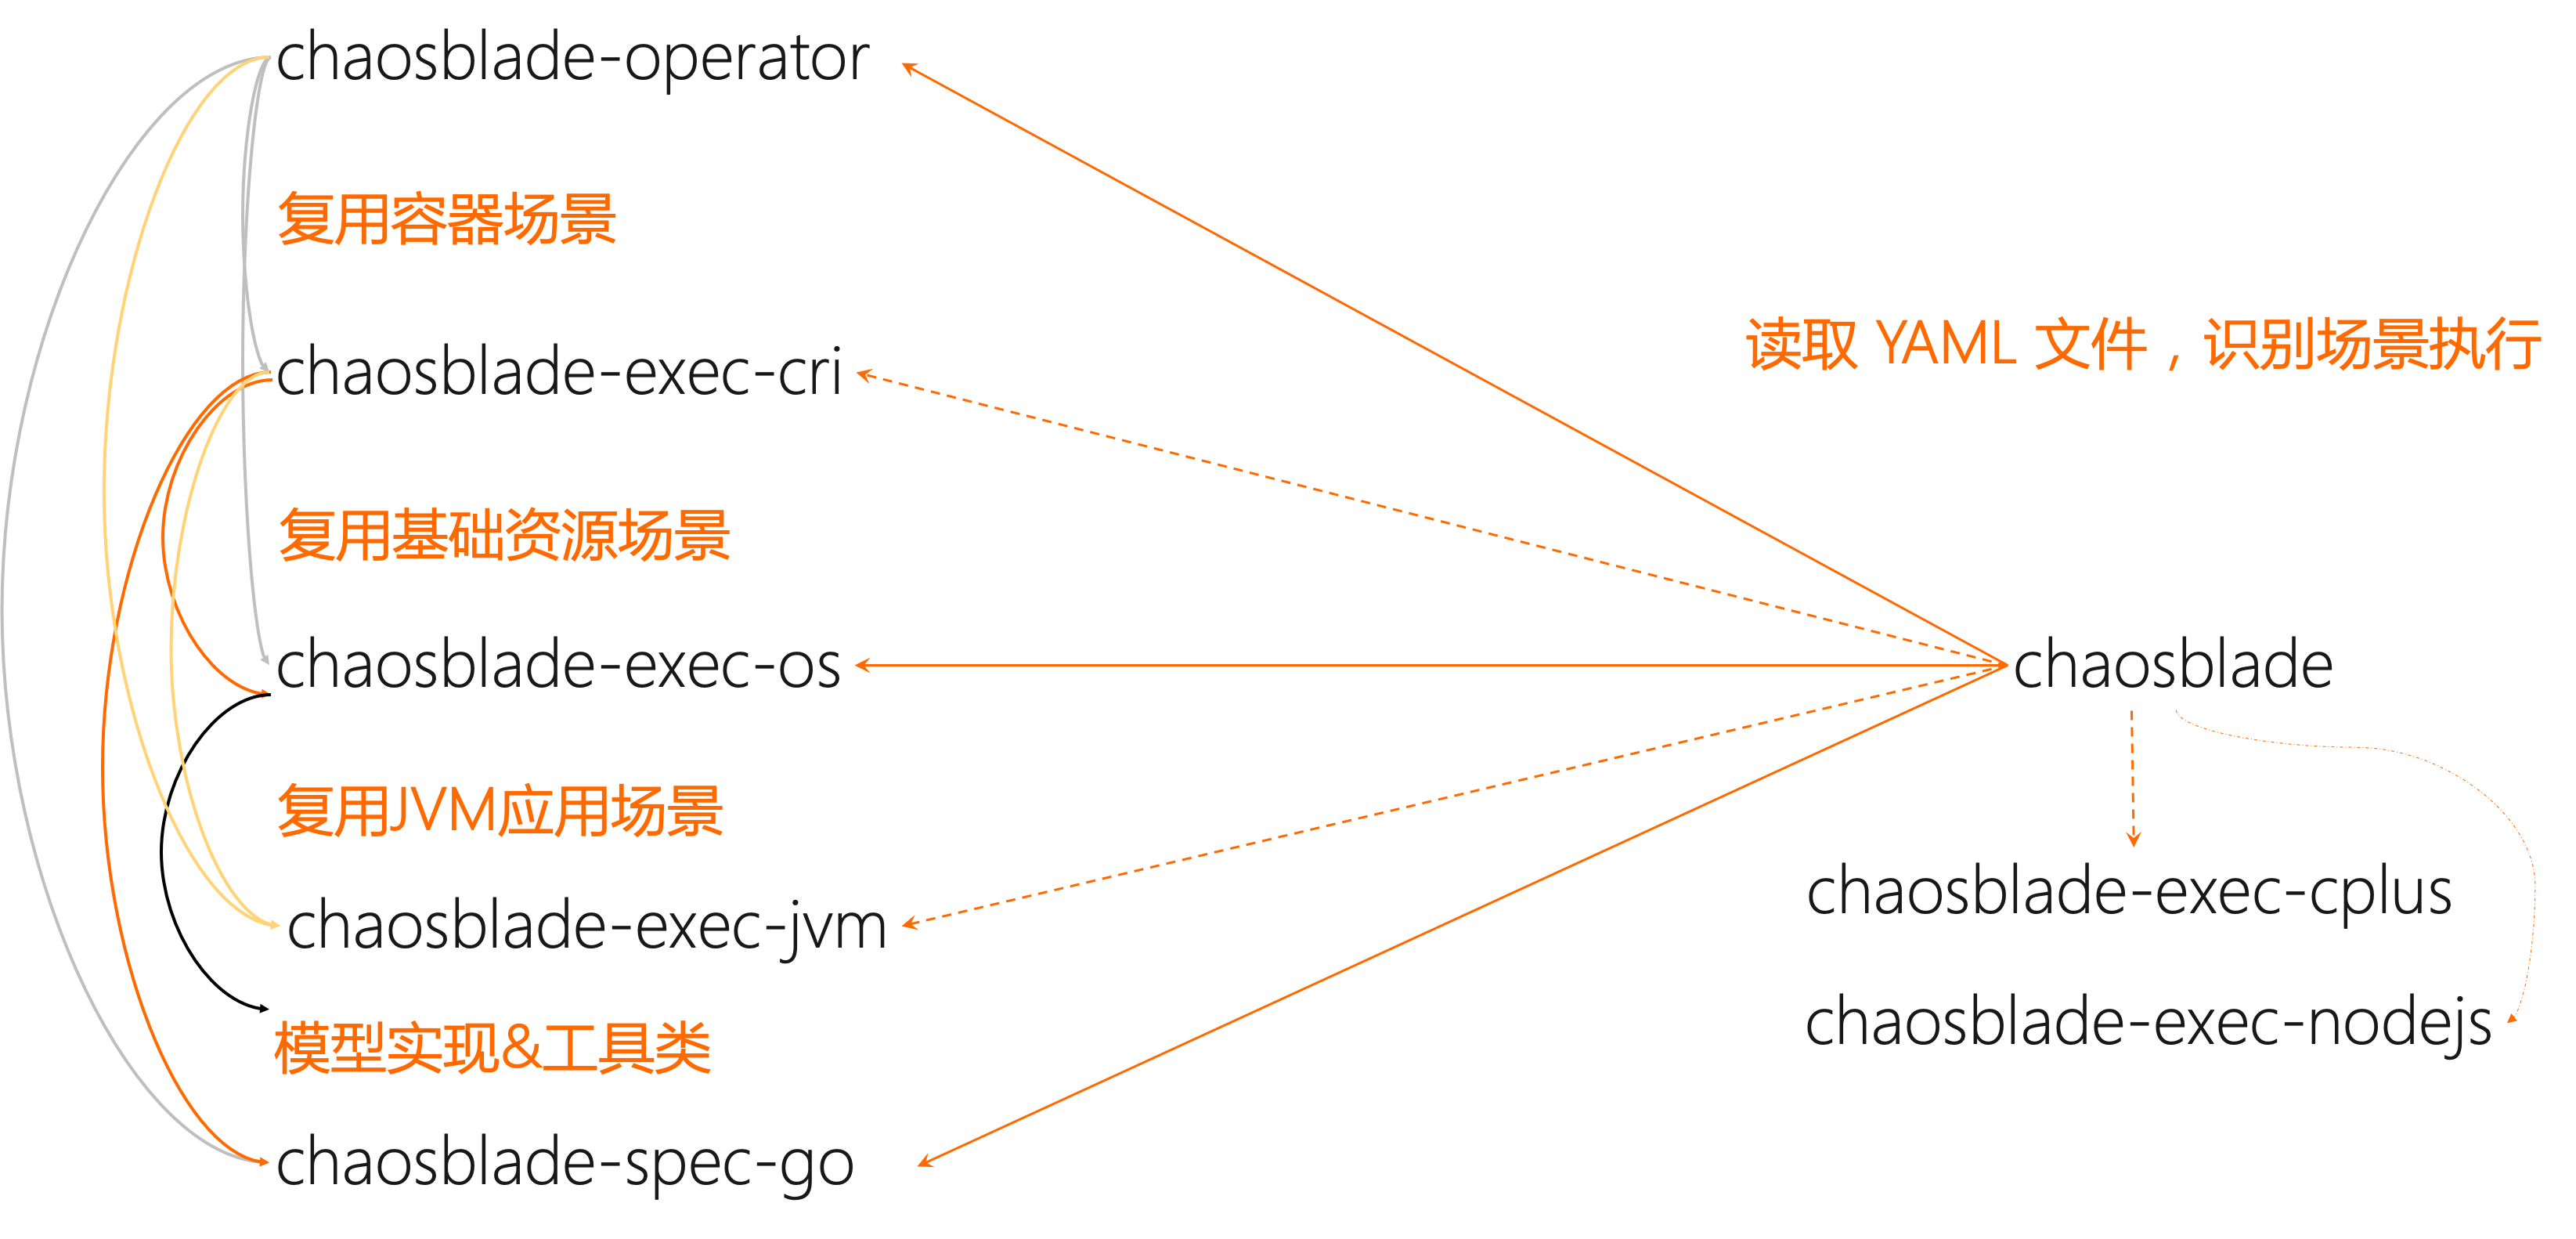 chaosblade-operator
复用容器场景
chaosblade-exec-cri
复用基础资源场景
chaosblade-exec-os
复用JVM应用场景
chaosblade-exec-jvm
模型实现&工具类
chaosblade-spec-go
读取 YAML 文件，识别场景执行
chaosblade
chaosblade-exec-cplus
chaosblade-exec-nodejs